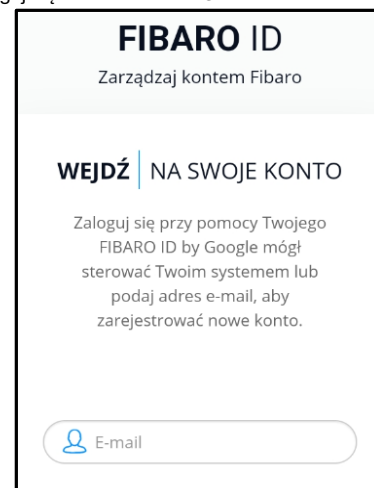 FIBARO ID
Zarządzaj kontem Fibaro
WEJDŹ NA SWOJE KONTO
Zaloguj się przy pomocy Twojego
FIBARO ID by Google mógł
sterować Twoim systemem lub
podaj adres e-mail, aby
zarejestrować nowe konto.
E-mail